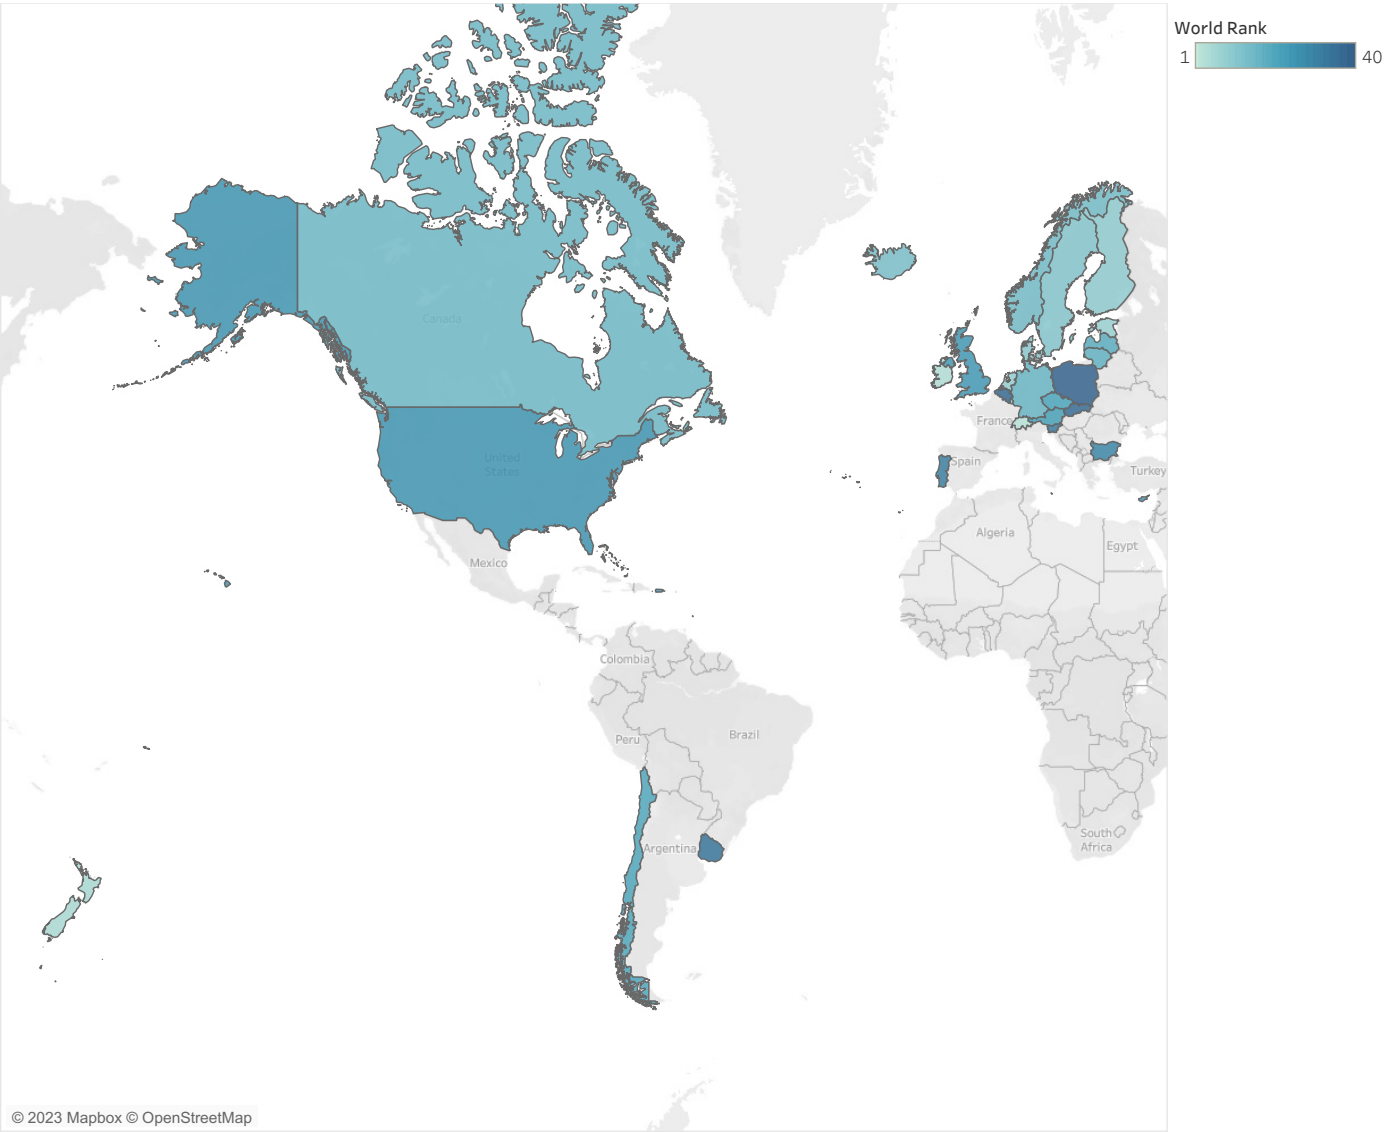 World Rank
1
40
Canada
United
States
France
Spain
Turkey
Algeria
Egypt
Mexico
Colombia
Peru
Brazil
Argentina
South
Africa
© 2023 Mapbox © OpenStreetMap